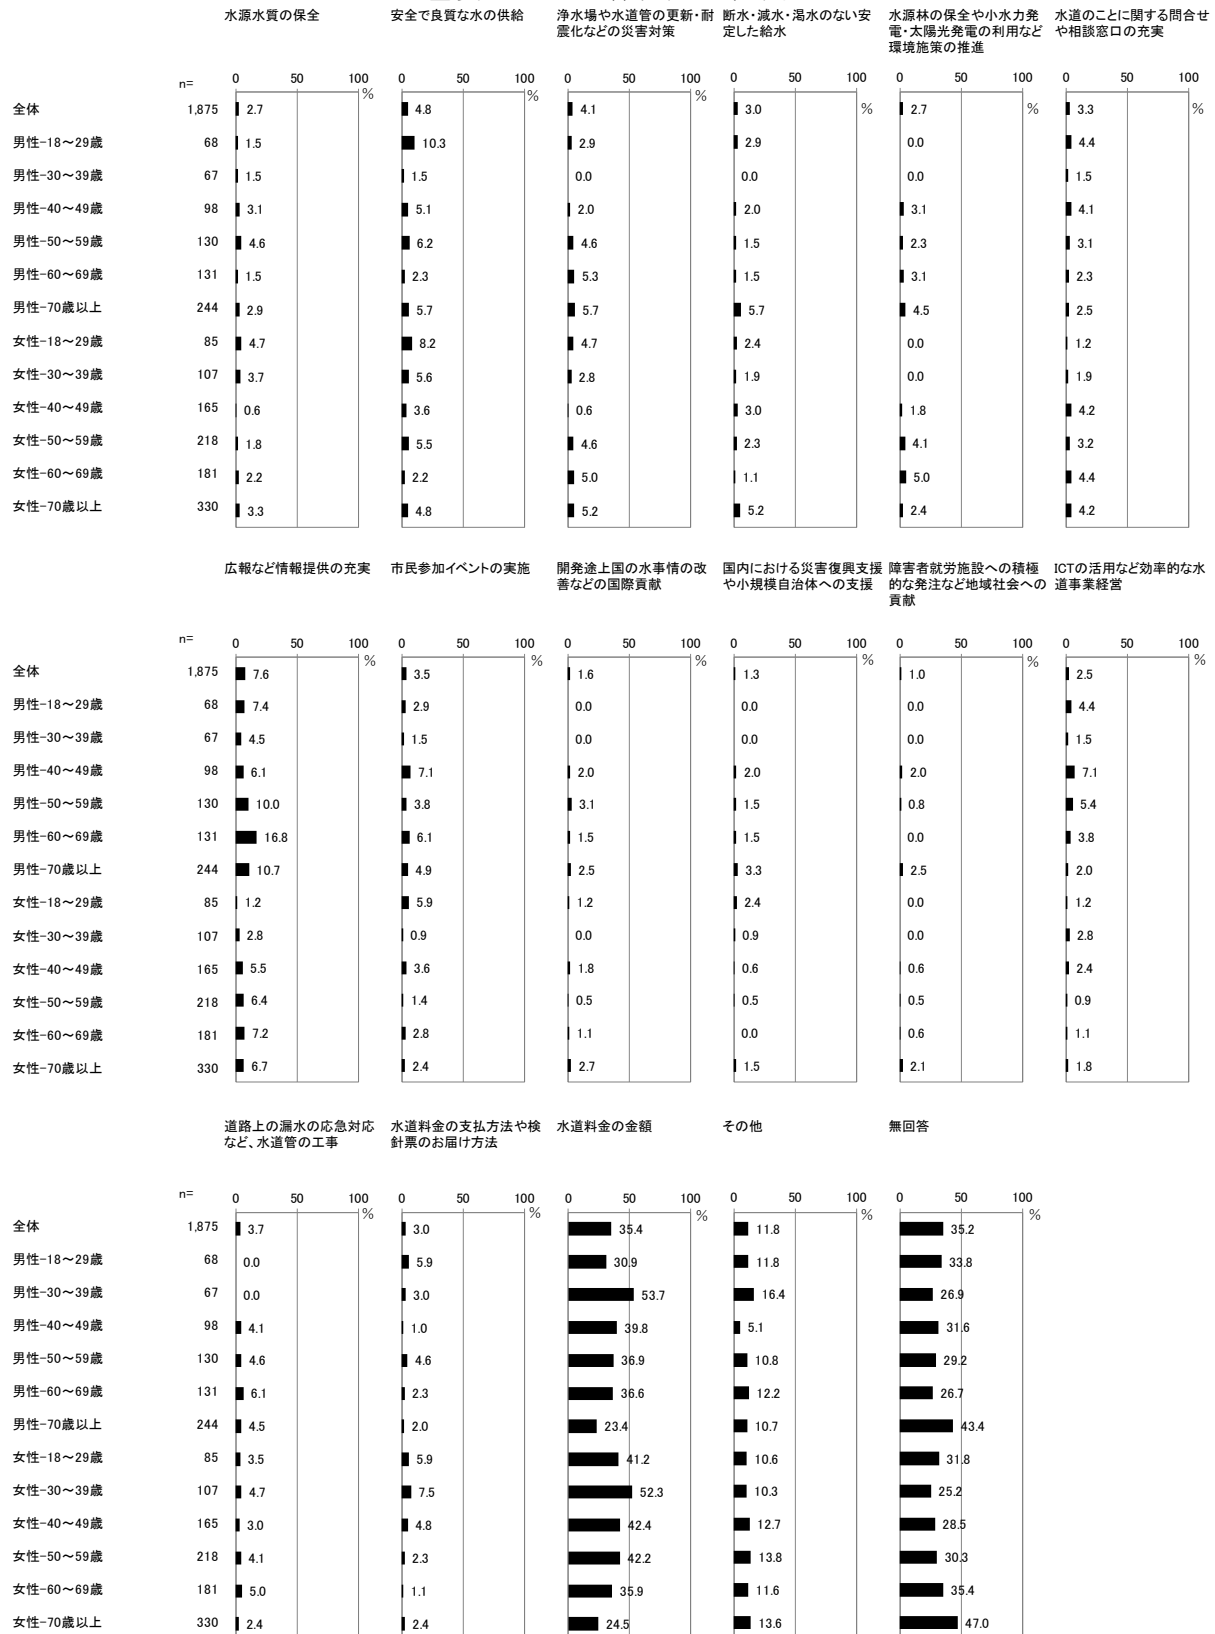 水源水質の保全 安全で良質な水の供給 浄水場や水道管の更新・耐 断水・減水・渇水のない安 水源林の保全や小水力発 水道のことに関する問合せ
震化などの災害対策 定した給水 電・太陽光発電の利用など や相談窓口の充実
環境施策の推進
n= 0 50 100 0 50 100 0 50 100 0 50 100 0 50 100 0 50 100
% % % %
全体 1,875 2.7 4.8 4.1 3.0 2.7 % 3.3 %
男性-18～29歳 68 1.5 10.3 2.9 2.9 0.0 4.4
男性-30～39歳 67 1.5 1.5 0.0 0.0 0.0 1.5
男性-40～49歳 98 3.1 5.1 2.0 2.0 3.1 4.1
男性-50～59歳 130 4.6 6.2 4.6 1.5 2.3 3.1
男性-60～69歳 131 1.5 2.3 5.3 1.5 3.1 2.3
男性-70歳以上 244 2.9 5.7 5.7 5.7 4.5 2.5
女性-18～29歳 85 4.7 8.2 4.7 2.4 0.0 1.2
女性-30～39歳 107 3.7 5.6 2.8 1.9 0.0 1.9
女性-40～49歳 165 0.6 3.6 0.6 3.0 1.8 4.2
女性-50～59歳 218 1.8 5.5 4.6 2.3 4.1 3.2
女性-60～69歳 181 2.2 2.2 5.0 1.1 5.0 4.4
女性-70歳以上 330 3.3 4.8 5.2 5.2 2.4 4.2
広報など情報提供の充実 市民参加イベントの実施 開発途上国の水事情の改 国内における災害復興支援 障害者就労施設への積極 ICTの活用など効率的な水
善などの国際貢献 や小規模自治体への支援 的な発注など地域社会への 道事業経営
貢献
n= 0 50 100 0 50 100 0 50 100 0 50 100 0 50 100 0 50 100
% % % % % %
全体 1,875 7.6 3.5 1.6 1.3 1.0 2.5
男性-18～29歳 68 7.4 2.9 0.0 0.0 0.0 4.4
男性-30～39歳 67 4.5 1.5 0.0 0.0 0.0 1.5
男性-40～49歳 98 6.1 7.1 2.0 2.0 2.0 7.1
男性-50～59歳 130 10.0 3.8 3.1 1.5 0.8 5.4
男性-60～69歳 131 16.8 6.1 1.5 1.5 0.0 3.8
男性-70歳以上 244 10.7 4.9 2.5 3.3 2.5 2.0
女性-18～29歳 85 1.2 5.9 1.2 2.4 0.0 1.2
女性-30～39歳 107 2.8 0.9 0.0 0.9 0.0 2.8
女性-40～49歳 165 5.5 3.6 1.8 0.6 0.6 2.4
女性-50～59歳 218 6.4 1.4 0.5 0.5 0.5 0.9
女性-60～69歳 181 7.2 2.8 1.1 0.0 0.6 1.1
女性-70歳以上 330 6.7 2.4 2.7 1.5 2.1 1.8
道路上の漏水の応急対応 水道料金の支払方法や検 水道料金の金額 その他 無回答
など、水道管の工事 針票のお届け方法
n= 0 50 100 0 50 100 0 50 100 0 50 100 0 50 100
% % % % %
全体 1,875 3.7 3.0 35.4 11.8 35.2
男性-18～29歳 68 0.0 5.9 30.9 11.8 33.8
男性-30～39歳 67 0.0 3.0 53.7 16.4 26.9
男性-40～49歳 98 4.1 1.0 39.8 5.1 31.6
男性-50～59歳 130 4.6 4.6 36.9 10.8 29.2
男性-60～69歳 131 6.1 2.3 36.6 12.2 26.7
男性-70歳以上 244 4.5 2.0 23.4 10.7 43.4
女性-18～29歳 85 3.5 5.9 41.2 10.6 31.8
女性-30～39歳 107 4.7 7.5 52.3 10.3 25.2
女性-40～49歳 165 3.0 4.8 42.4 12.7 28.5
女性-50～59歳 218 4.1 2.3 42.2 13.8 30.3
女性-60～69歳 181 5.0 1.1 35.9 11.6 35.4
女性-70歳以上 330 2.4 2.4 24.5 13.6 47.0